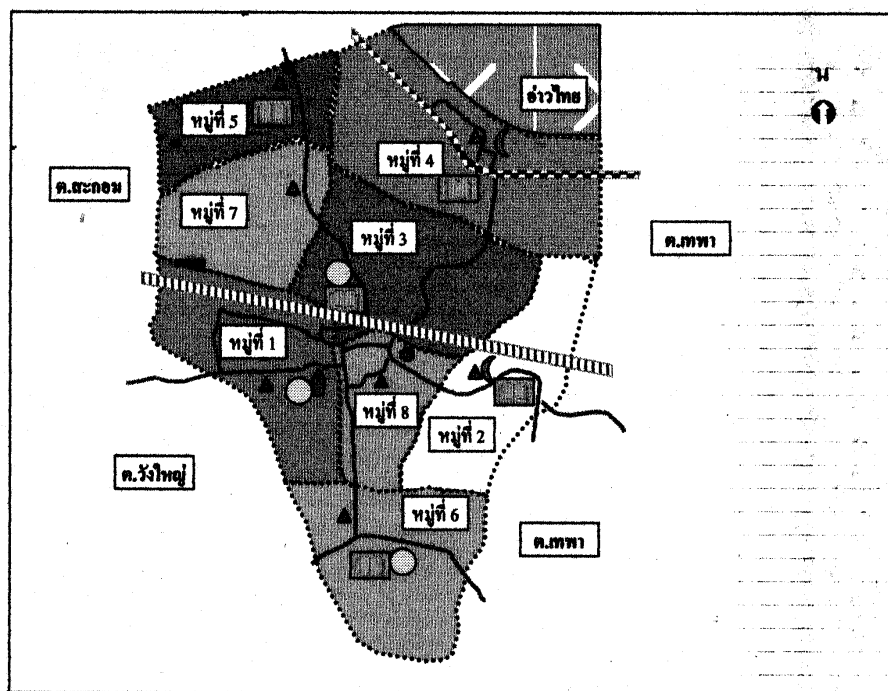 น
อ่าวไทย
หมู่ที่ 5
หมู่ที่ 4
ต.สะกอม
หมู่ที่ 7
หมู่ที่ 3
ต.เทพา
หมู่ที่ 1
หมู่ที่ 8
หมู่ที่ 2
ต.วังใหญ่
หมู่ที่ 6
ต.เทพา